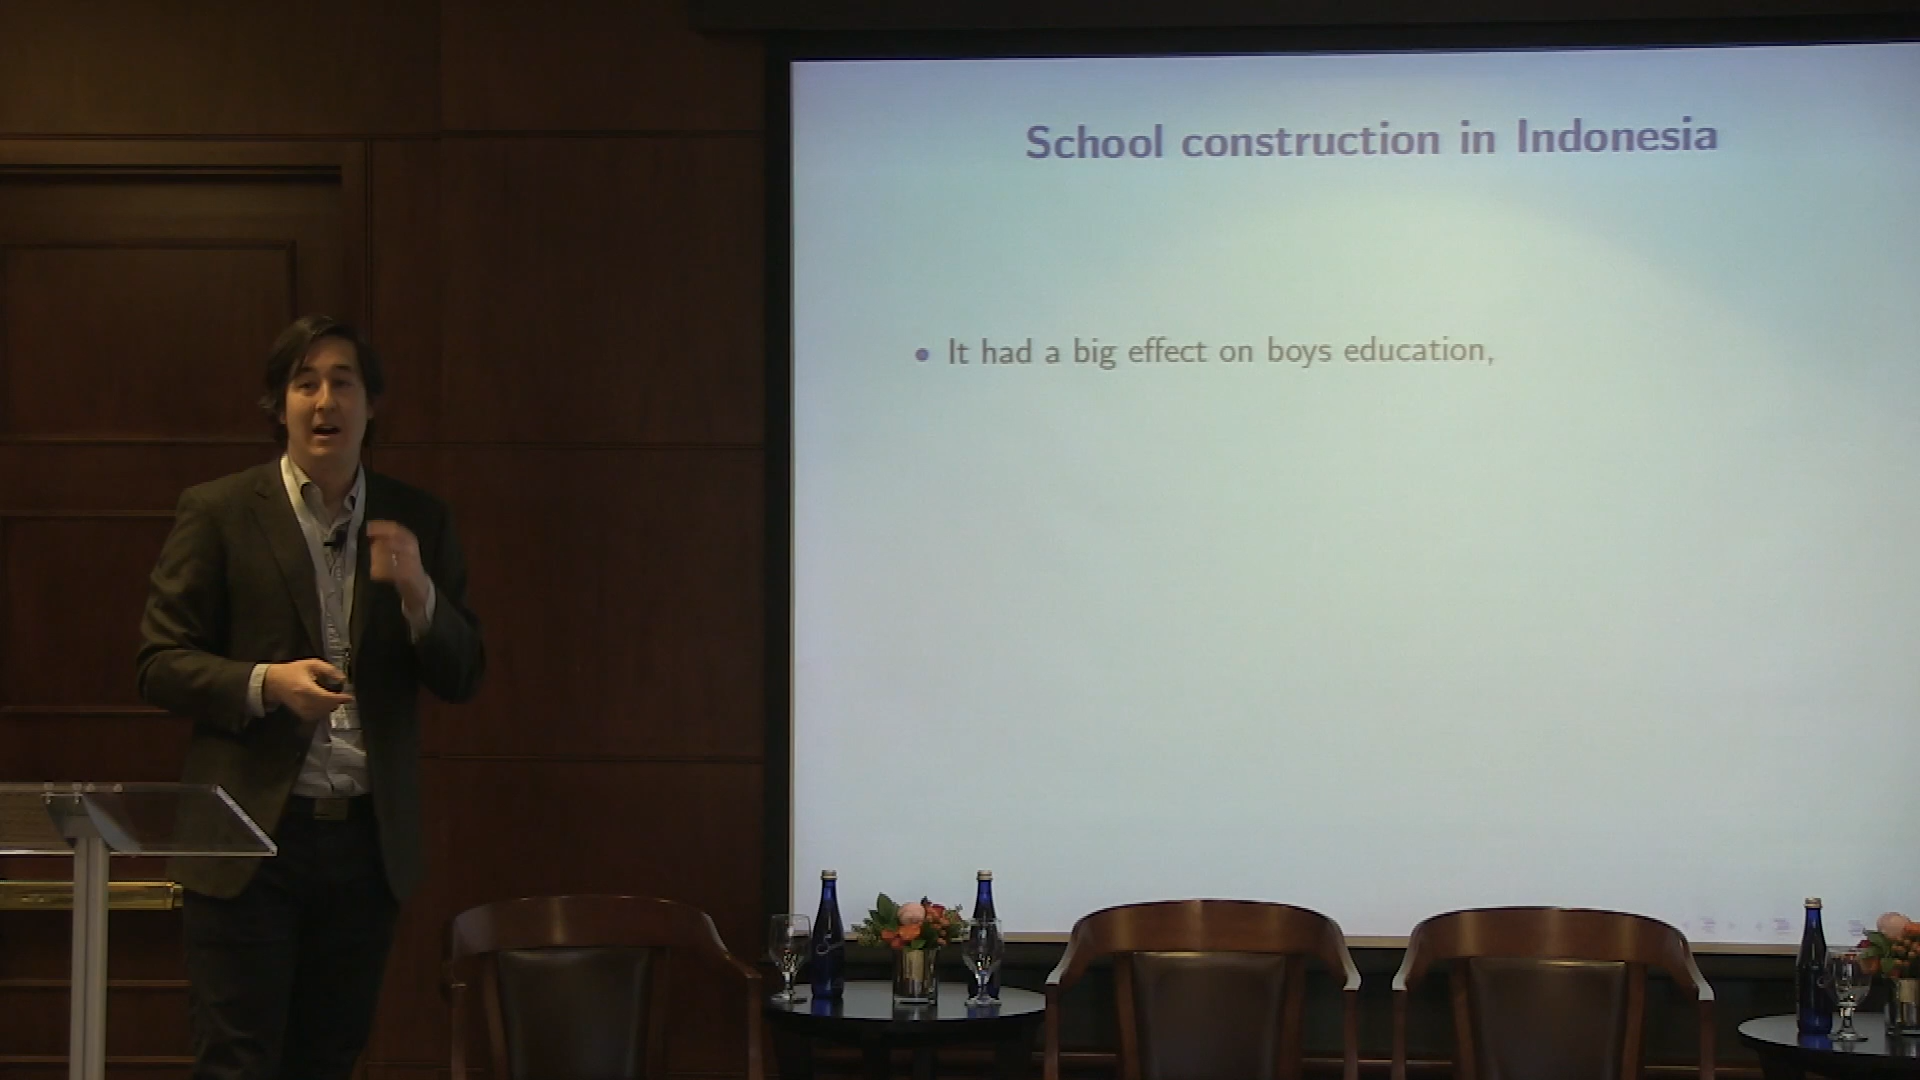 School construction in Indonesia
• It had a big effect on boys education,